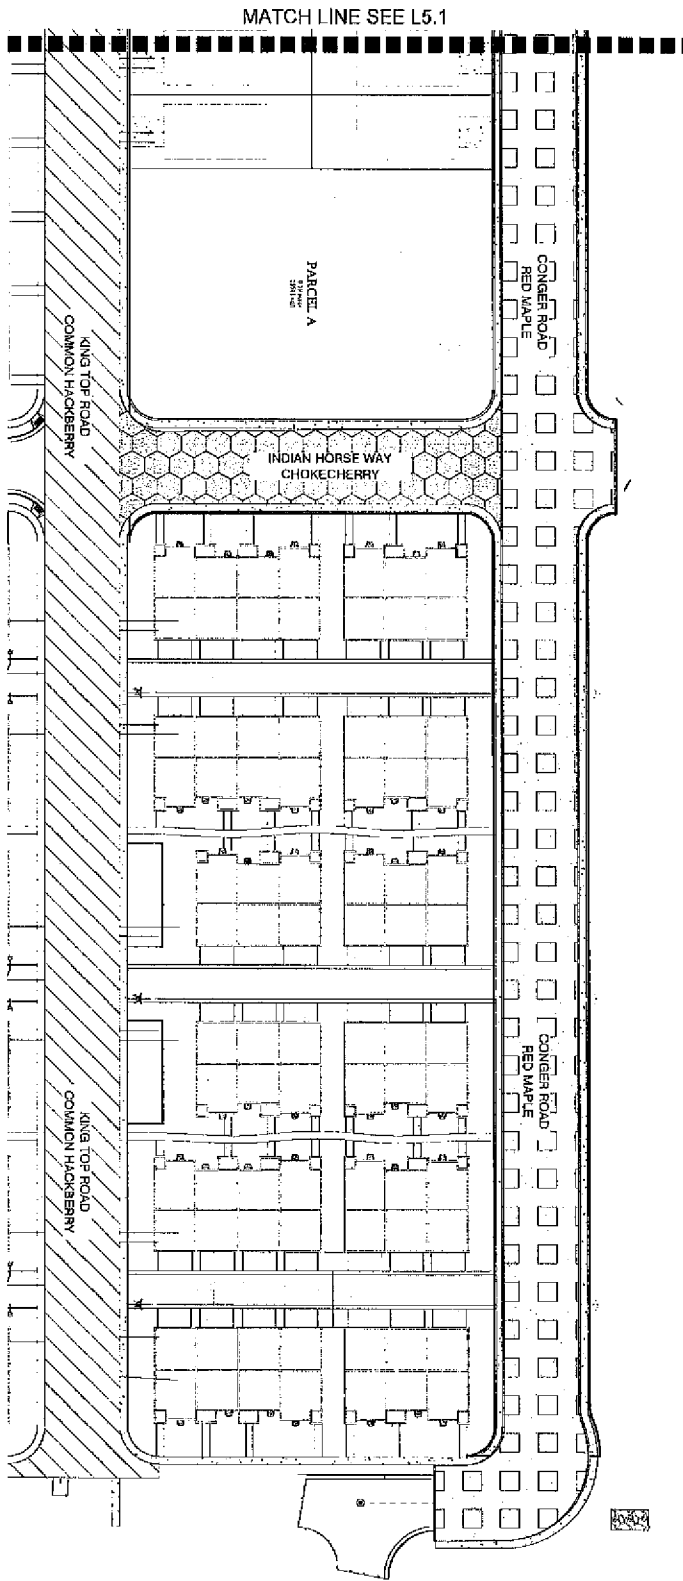 MATCH LINE SEE L5.1
PARCEL A
CONGER ROAD
RED MAPLE
KING TOP ROAD
COMMON HACKBERRY
INDIAN HORSE WAY
CHOKECHERRY
CONGER ROAD
RED MAPLE
KING TOP ROAD
COMMON HACKBERRY